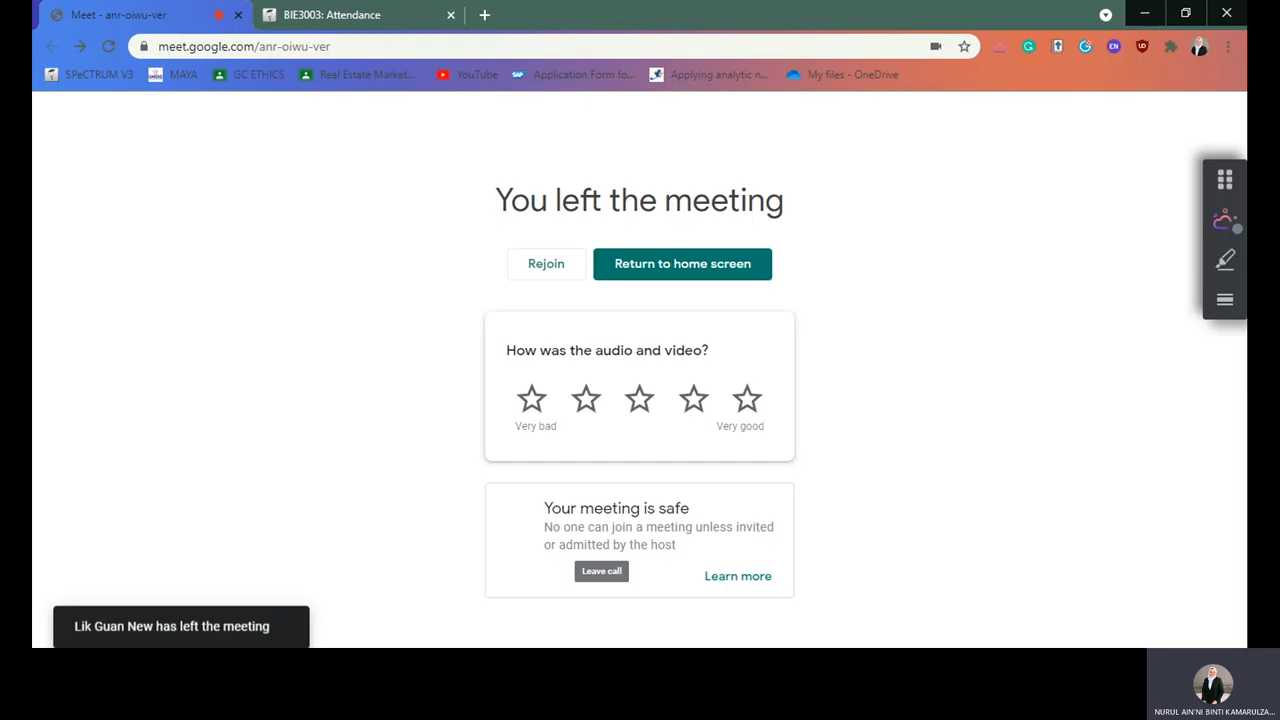 Meet - anr-oiwu-ver
BIE3003: Attendance
meet.google.com/anr-oiwu-ver
EN
SPeCTRUM V3
MAYA
GC ETHICS
Real Estate Market...
YouTube
Application Form fo...
Applying analytic n...
My files - OneDrive
You left the meeting
Rejoin
Return to home screen
How was the audio and video?
Very bad
Very good
Your meeting is safe
No one can join a meeting unless invited
or admitted by the host
Leave call
Learn more
Lik Guan New has left the meeting
NURUL AIN'NI BINTI KAMARULZA...